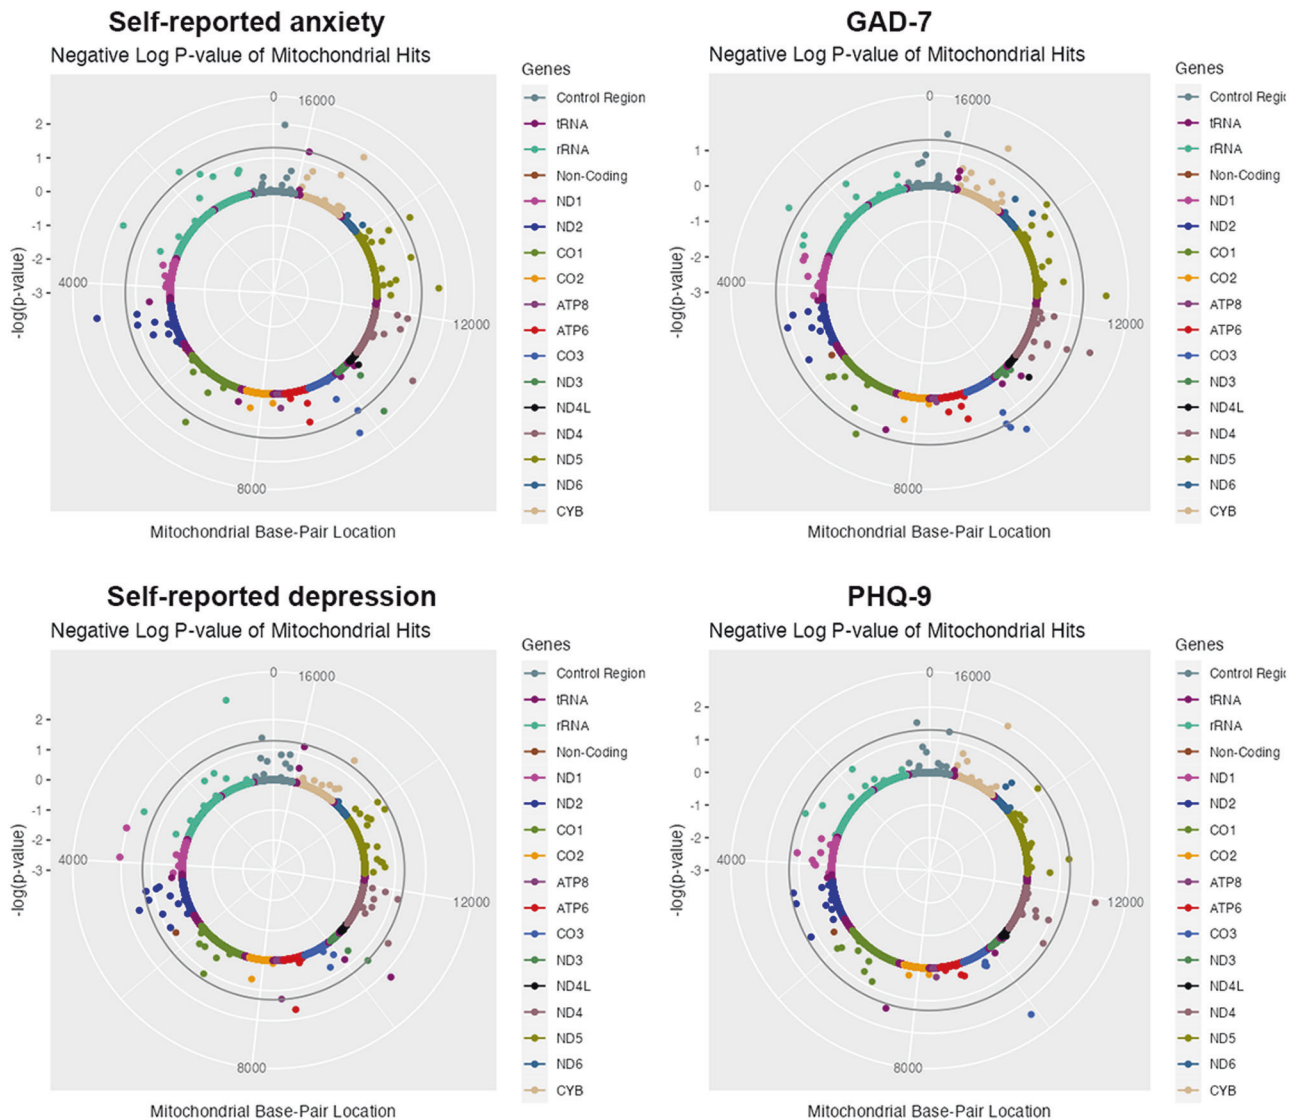 Self-reported anxiety
Negative Log P-value of Mitochondrial Hits
-log(p-value)
2
1
0
-1
-2
-3
0
16000
4000
12000
8000
Mitochondrial Base-Pair Location
Genes
Control Region
tRNA
rRNA
Non-Coding
ND1
ND2
CO1
CO2
ATP8
ATP6
CO3
ND3
ND4L
ND4
ND5
ND6
CYB
GAD-7
Negative Log P-value of Mitochondrial Hits
-log(p-value)
1
0
-1
-2
-3
0
16000
4000
12000
8000
Mitochondrial Base-Pair Location
Genes
Control Regi
tRNA
rRNA
Non-Coding
ND1
ND2
CO1
CO2
ATP8
ATP6
CO3
ND3
ND4L
ND4
ND5
ND6
CYB
Self-reported depression
Negative Log P-value of Mitochondrial Hits
-log(p-value)
2
1
0
-1
-2
-3
0
16000
4000
12000
8000
Mitochondrial Base-Pair Location
Genes
Control Region
tRNA
rRNA
Non-Coding
ND1
ND2
CO1
CO2
ATP8
ATP6
CO3
ND3
ND4L
ND4
ND5
ND6
CYB
PHQ-9
Negative Log P-value of Mitochondrial Hits
-log(p-value)
2
1
0
-1
-2
-3
0
16000
4000
12000
8000
Mitochondrial Base-Pair Location
Genes
Control Regi
tRNA
rRNA
Non-Coding
ND1
ND2
CO1
CO2
ATP8
ATP6
CO3
ND3
ND4L
ND4
ND5
ND6
CYB